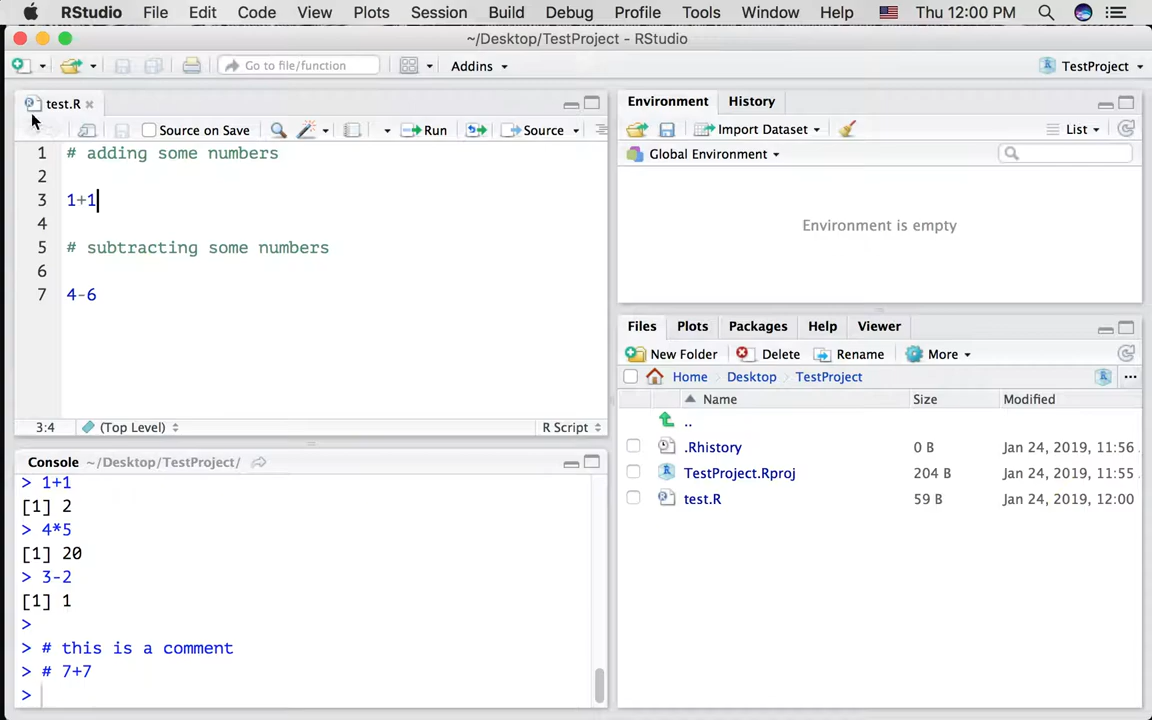 RStudio File Edit Code View Plots Session Build Debug Profile Tools Window Help Thu 12:00 PM
~/Desktop/TestProject - RStudio
Go to file/function Addins TestProject
test.R
Source on Save Run Source
1 # adding some numbers
2
3 1+1
4
5 # subtracting some numbers
6
7 4-6
3:4 (Top Level) R Script
Console ~/Desktop/TestProject/
> 1+1
[1] 2
> 4*5
[1] 20
> 3-2
[1] 1
>
> # this is a comment
> # 7+7
>
Environment History
Import Dataset List
Global Environment
Environment is empty
Files Plots Packages Help Viewer
New Folder Delete Rename More
Home Desktop TestProject
Name Size Modified
..
.Rhistory 0 B Jan 24, 2019, 11:56
TestProject.Rproj 204 B Jan 24, 2019, 11:55
test.R 59 B Jan 24, 2019, 12:00